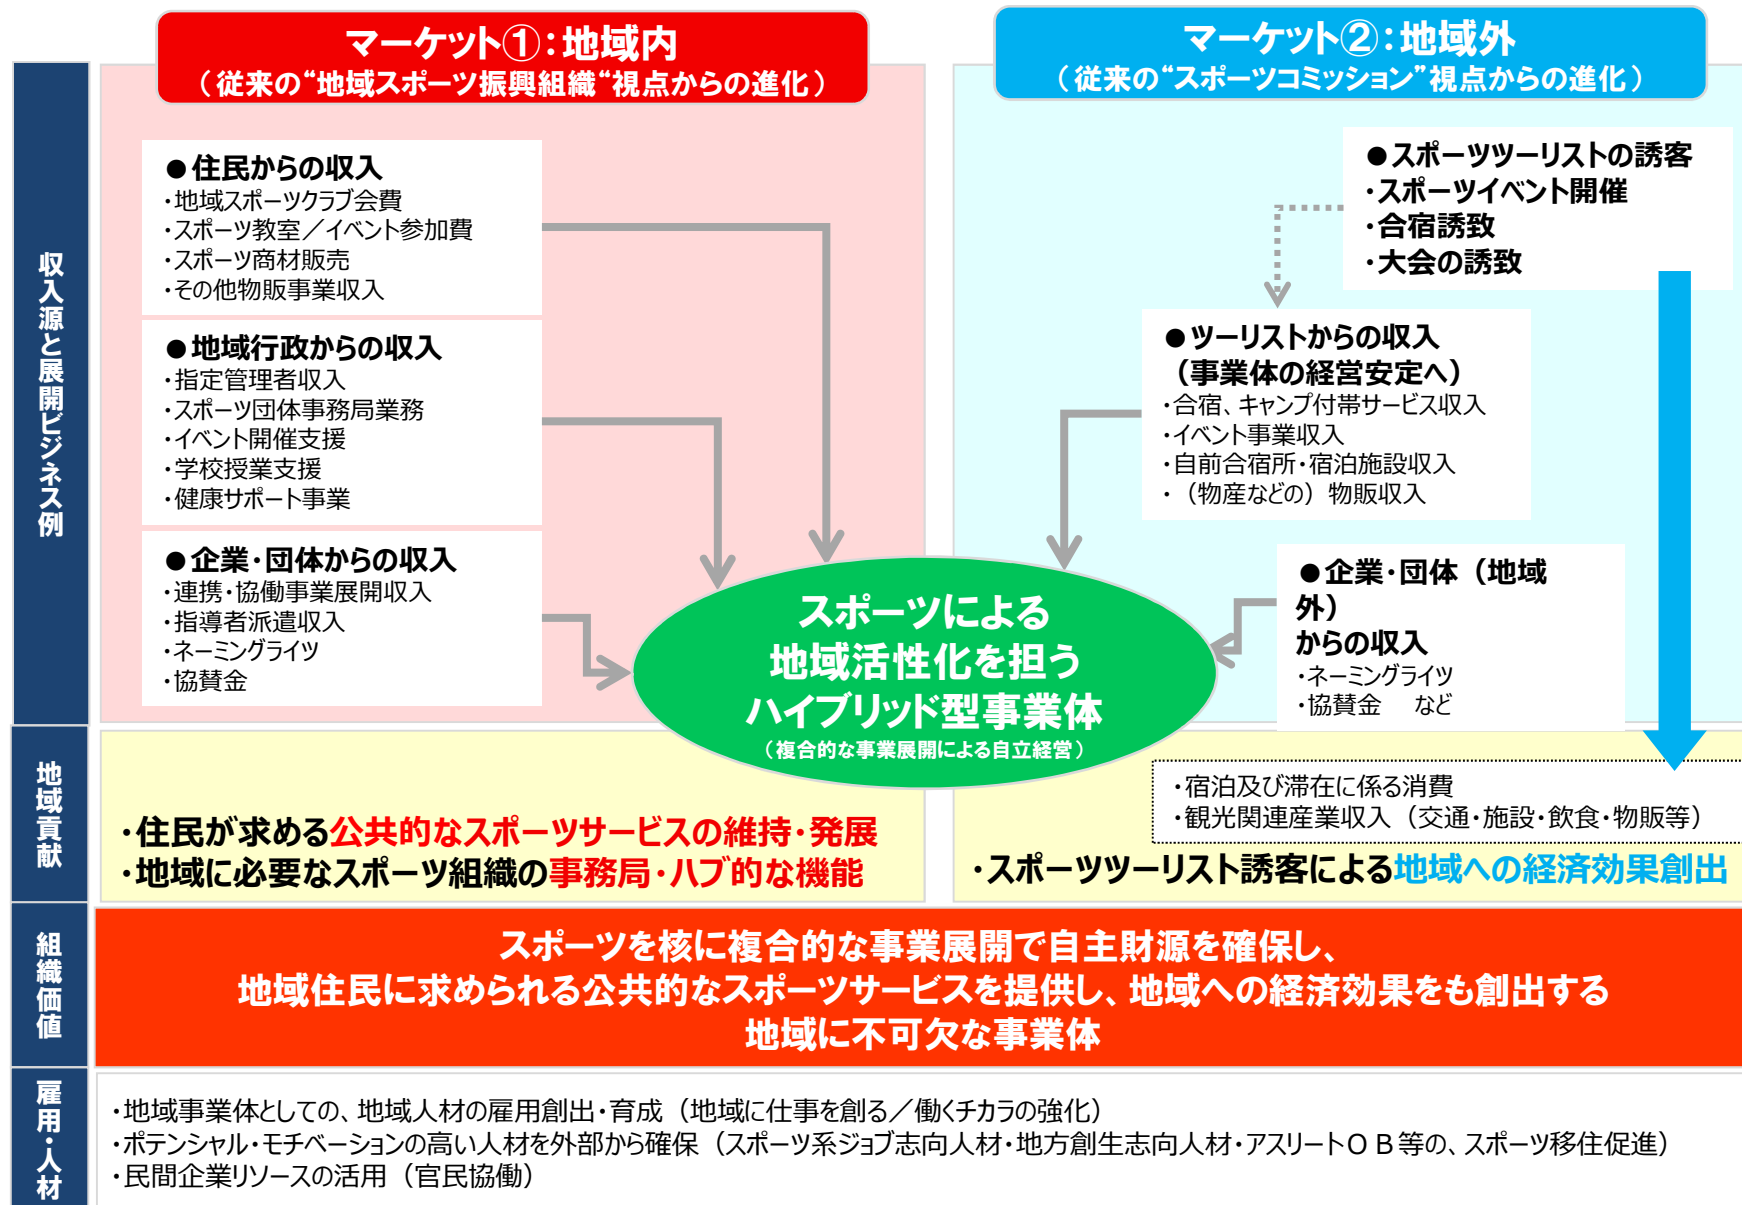 マーケット①：地域内
（従来の“地域スポーツ振興組織“視点からの進化）
マーケット②：地域外
（従来の“スポーツコミッション”視点からの進化）
収入源と展開ビジネス例
●住民からの収入
・地域スポーツクラブ会費
・スポーツ教室／イベント参加費
・スポーツ商材販売
・その他物販事業収入
●地域行政からの収入
・指定管理者収入
・スポーツ団体事務局業務
・イベント開催支援
・学校授業支援
・健康サポート事業
●企業・団体からの収入
・連携・協働事業展開収入
・指導者派遣収入
・ネーミングライツ
・協賛金
●スポーツツーリストの誘客
・スポーツイベント開催
・合宿誘致
・大会の誘致
●ツーリストからの収入
（事業体の経営安定へ）
・合宿、キャンプ付帯サービス収入
・イベント事業収入
・自前合宿所・宿泊施設収入
・（物産などの）物販収入
●企業・団体（地域
外）
からの収入
・ネーミングライツ
・協賛金　など
スポーツによる
地域活性化を担う
ハイブリッド型事業体
（複合的な事業展開による自立経営）
地域貢献
・住民が求める公共的なスポーツサービスの維持・発展
・地域に必要なスポーツ組織の事務局・ハブ的な機能
・宿泊及び滞在に係る消費
・観光関連産業収入（交通・施設・飲食・物販等）
・スポーツツーリスト誘客による地域への経済効果創出
組織価値
スポーツを核に複合的な事業展開で自主財源を確保し、
地域住民に求められる公共的なスポーツサービスを提供し、地域への経済効果をも創出する
地域に不可欠な事業体
雇用・人材
・地域事業体としての、地域人材の雇用創出・育成（地域に仕事を創る／働くチカラの強化）
・ポテンシャル・モチベーションの高い人材を外部から確保（スポーツ系ジョブ志向人材・地方創生志向人材・アスリートＯＢ等の、スポーツ移住促進）
・民間企業リソースの活用（官民協働）